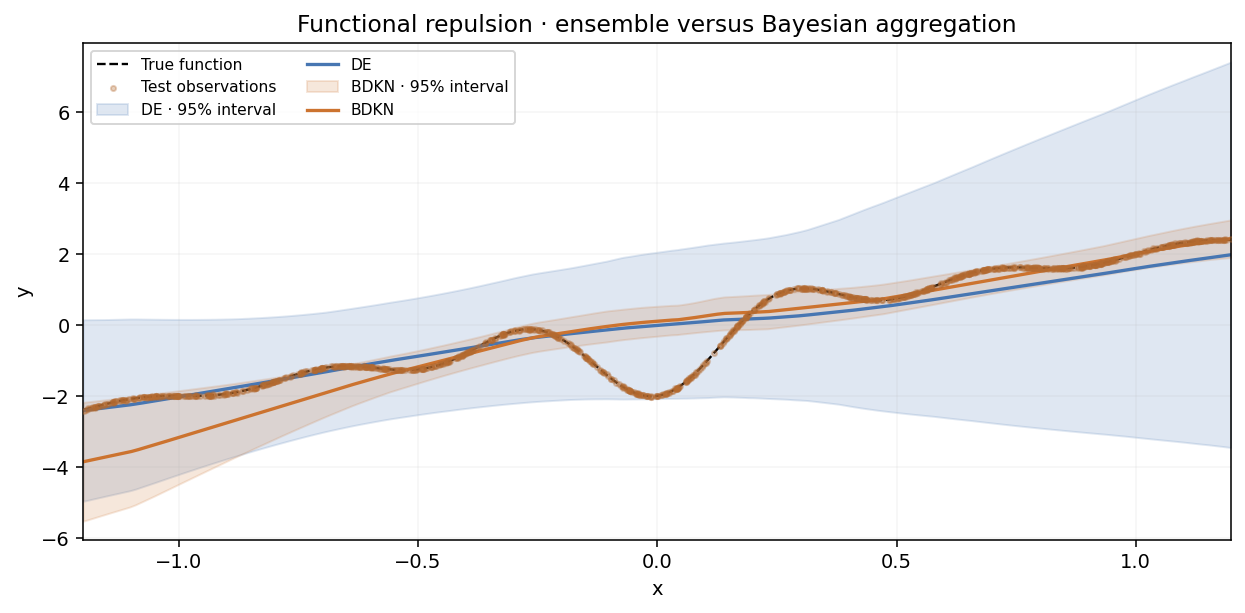 Functional repulsion · ensemble versus Bayesian aggregation
True function
Test observations
DE · 95% interval
DE
BDKN · 95% interval
BDKN
y
6
4
2
0
−2
−4
−6
−1.0
−0.5
0.0
0.5
1.0
x